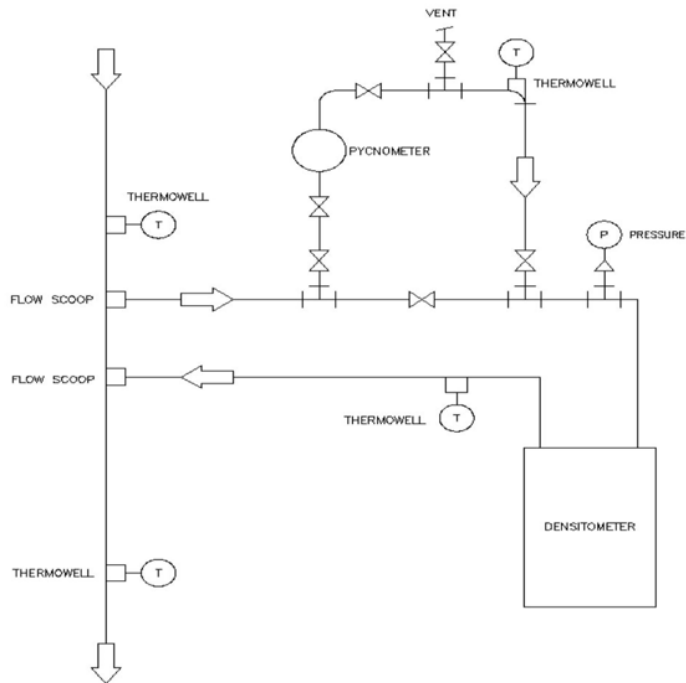 VENT
T
THERMOWELL
PYCNOMETER
THERMOWELL
T
P
PRESSURE
FLOW SCOOP
FLOW SCOOP
THERMOWELL
T
DENSITOMETER
THERMOWELL
T